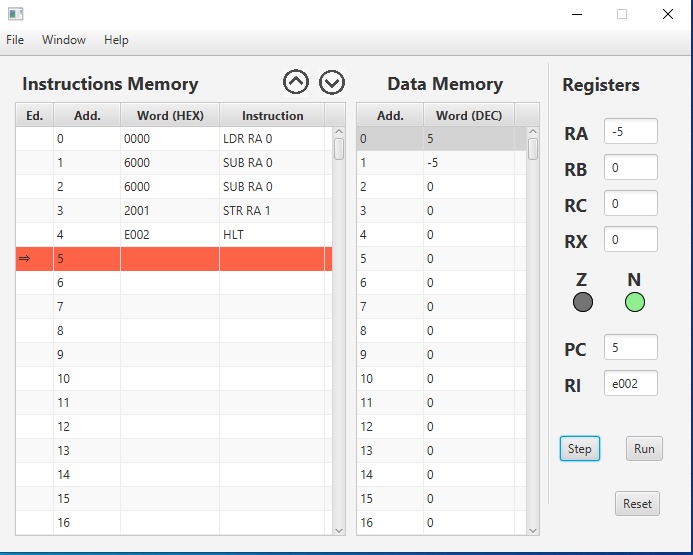 File Window Help
Instructions Memory
Ed. Add. Word (HEX) Instruction
0 0000 LDR RA 0
1 6000 SUB RA 0
2 6000 SUB RA 0
3 2001 STR RA 1
4 E002 HLT
⇒ 5
6
7
8
9
10
11
12
13
14
15
16
Data Memory
Add. Word (DEC)
0 5
1 -5
2 0
3 0
4 0
5 0
6 0
7 0
8 0
9 0
10 0
11 0
12 0
13 0
14 0
15 0
16 0
Registers
RA -5
RB 0
RC 0
RX 0
Z N
PC 5
RI e002
Step Run
Reset